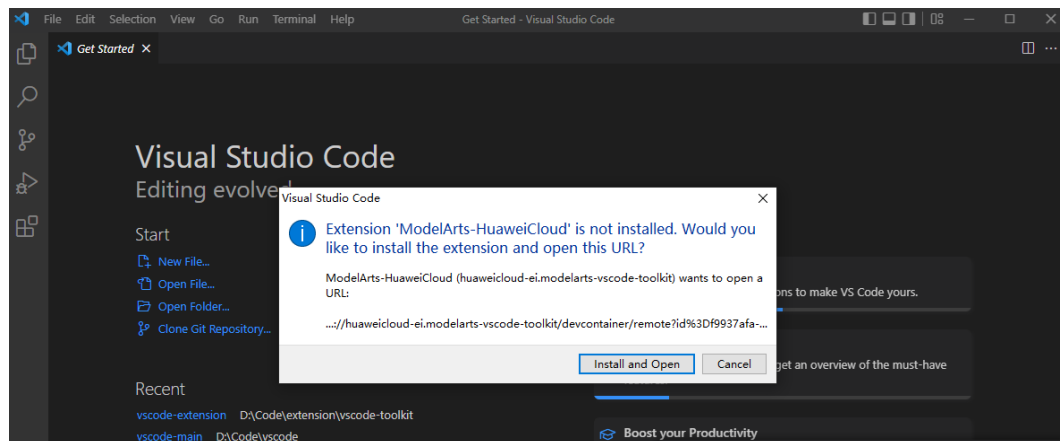 File Edit Selection View Go Run Terminal Help Get Started - Visual Studio Code
Get Started
Visual Studio Code
Editing evolve
Visual Studio Code
Extension 'ModelArts-HuaweiCloud' is not installed. Would you
like to install the extension and open this URL?
ModelArts-HuaweiCloud (huaweicloud-ei.modelarts-vscode-toolkit) wants to open a
URL:
...://huaweicloud-ei.modelarts-vscode-toolkit/devcontainer/remote?id%3Df9937afa-...
Install and Open Cancel
Start
New File...
Open File...
Open Folder...
Clone Git Repository...
ons to make VS Code yours.
get an overview of the must-have
Recent
vscode-extension D:\Code\extension\vscode-toolkit
vscode-main D:\Code\vscode
Boost your Productivity